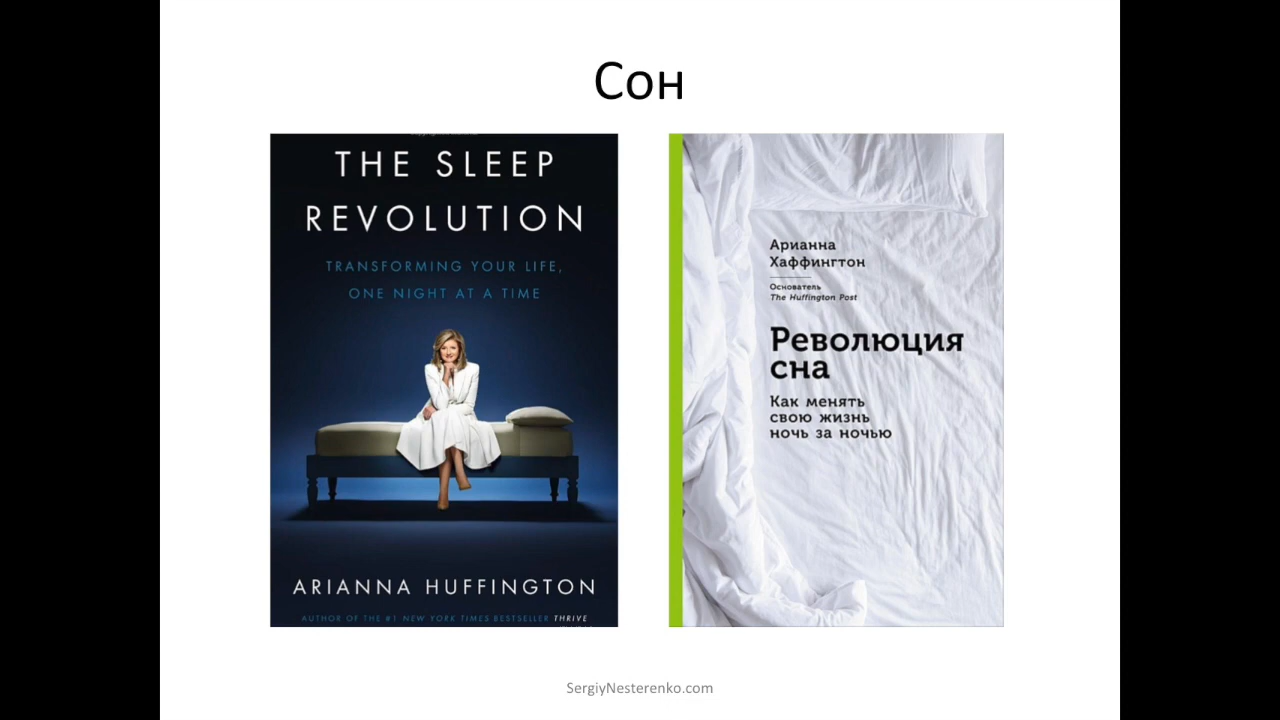 Сон
THE SLEEP
REVOLUTION
TRANSFORMING YOUR LIFE,
ONE NIGHT AT A TIME
ARIANNA HUFFINGTON
AUTHOR OF THE #1 NEW YORK TIMES BESTSELLER THRIVE
Арианна
Хаффингтон
Основатель
The Huffington Post
Революция
сна
Как менять
свою жизнь
ночь за ночью
SergiyNesterenko.com